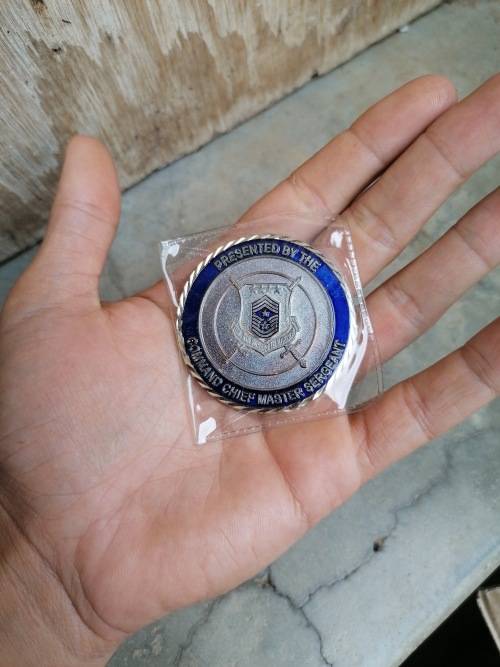 PRESENTED BY THE
COMMAND CHIEF MASTER SERGEANT